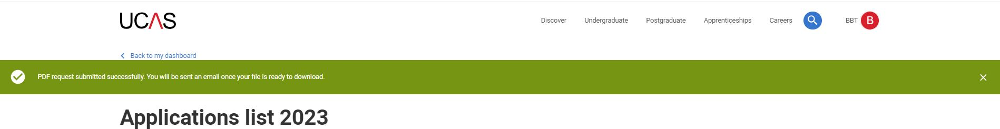 UCAS
Discover Undergraduate Postgraduate Apprenticeships Careers BBT B
Back to my dashboard
PDF request submitted successfully. You will be sent an email once your file is ready to download.
Applications list 2023